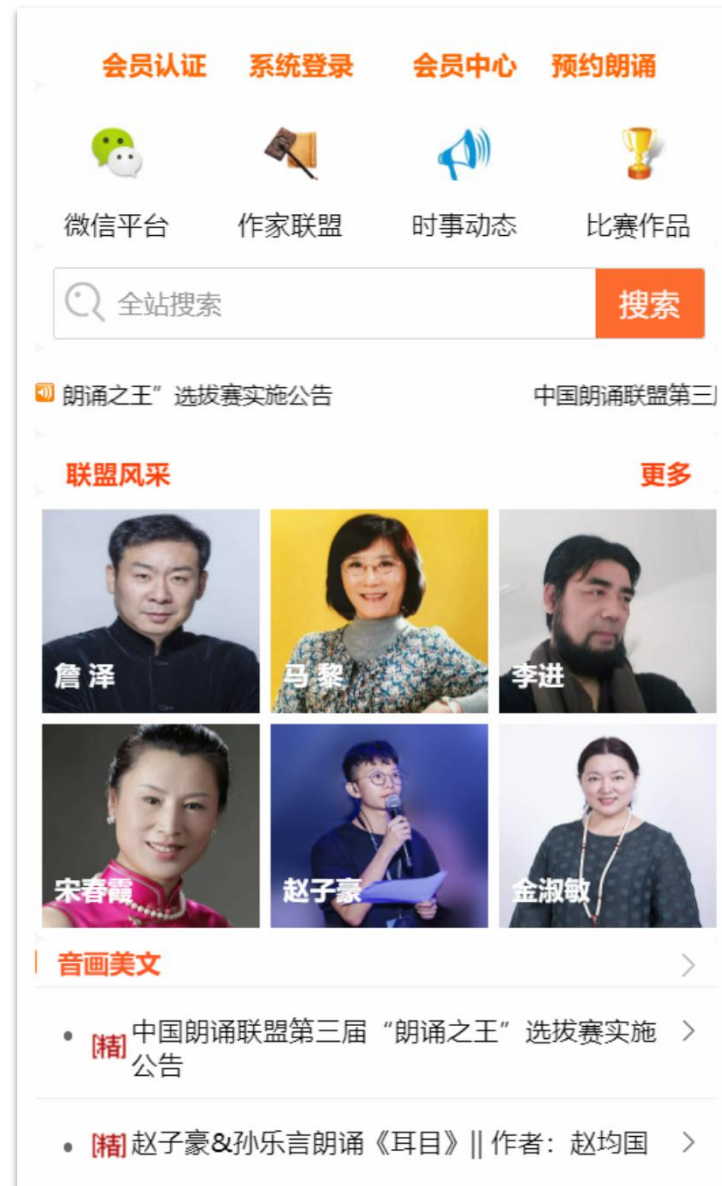 会员认证 系统登录 会员中心 预约朗诵
微信平台 作家联盟 时事动态 比赛作品
全站搜索 搜索
朗诵之王”选拔赛实施公告 中国朗诵联盟第三
联盟风采 更多
詹 泽 马 黎 李进
宋春霞 赵子豪 金淑敏
音画美文
[精] 中国朗诵联盟第三届“朗诵之王”选拔赛实施
公告
[精] 赵子豪&孙乐言朗诵《耳目》|| 作者：赵均国